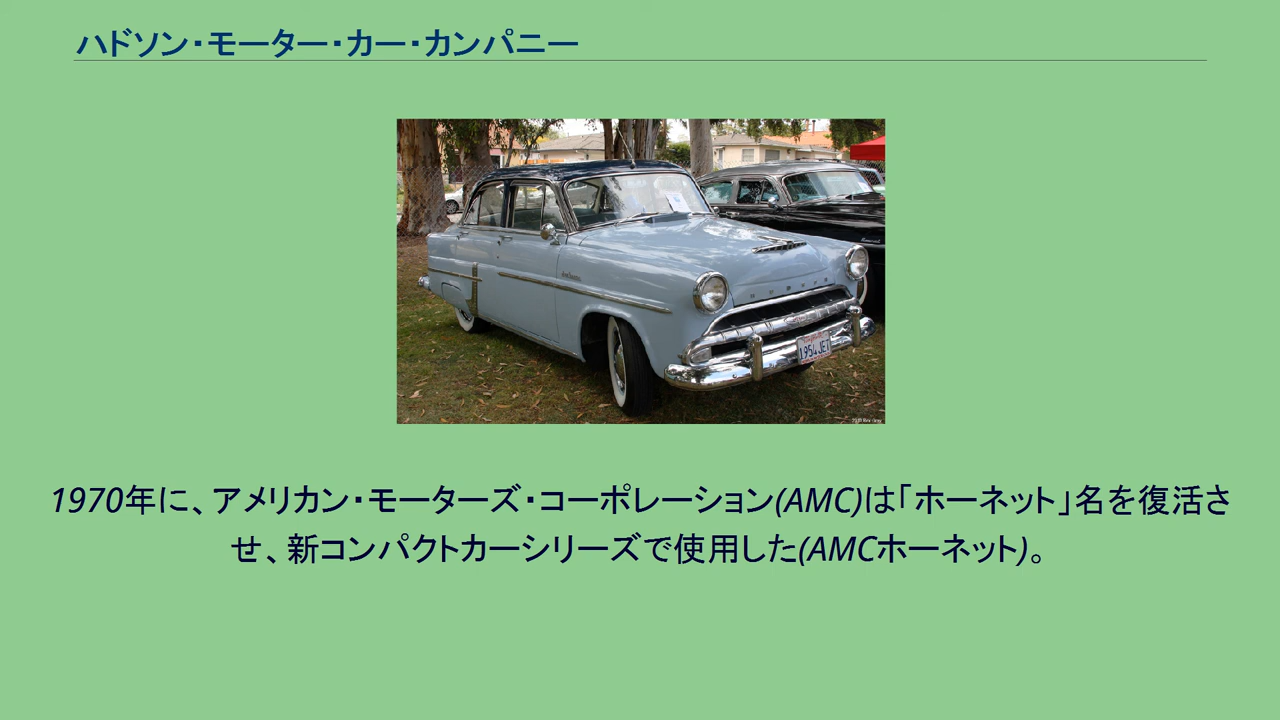 ハドソン・モーター・カー・カンパニー
HUDSON
1954JET
1970年に、アメリカン・モーターズ・コーポレーション(AMC)は「ホーネット」名を復活さ
せ、新コンパクトカーシリーズで使用した(AMCホーネット)。